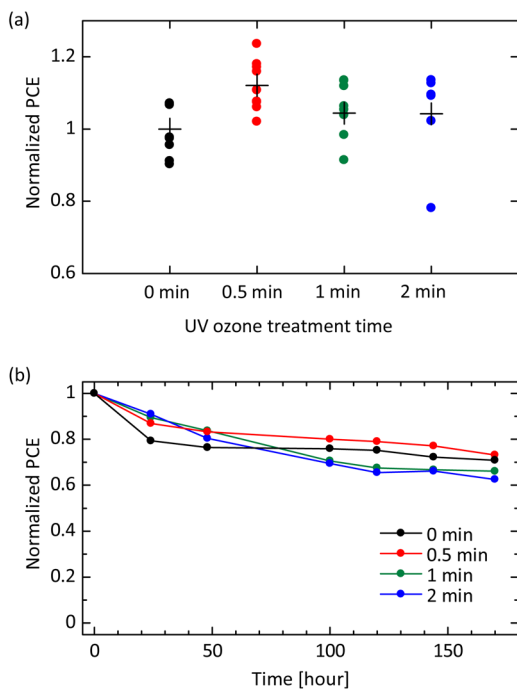 (a)
1.2
1
0.8
0.6
Normalized PCE
0 min 0.5 min 1 min 2 min
UV ozone treatment time
(b)
1
0.8
0.6
0.4
0.2
0
Normalized PCE
0 min
0.5 min
1 min
2 min
0 50 100 150
Time [hour]